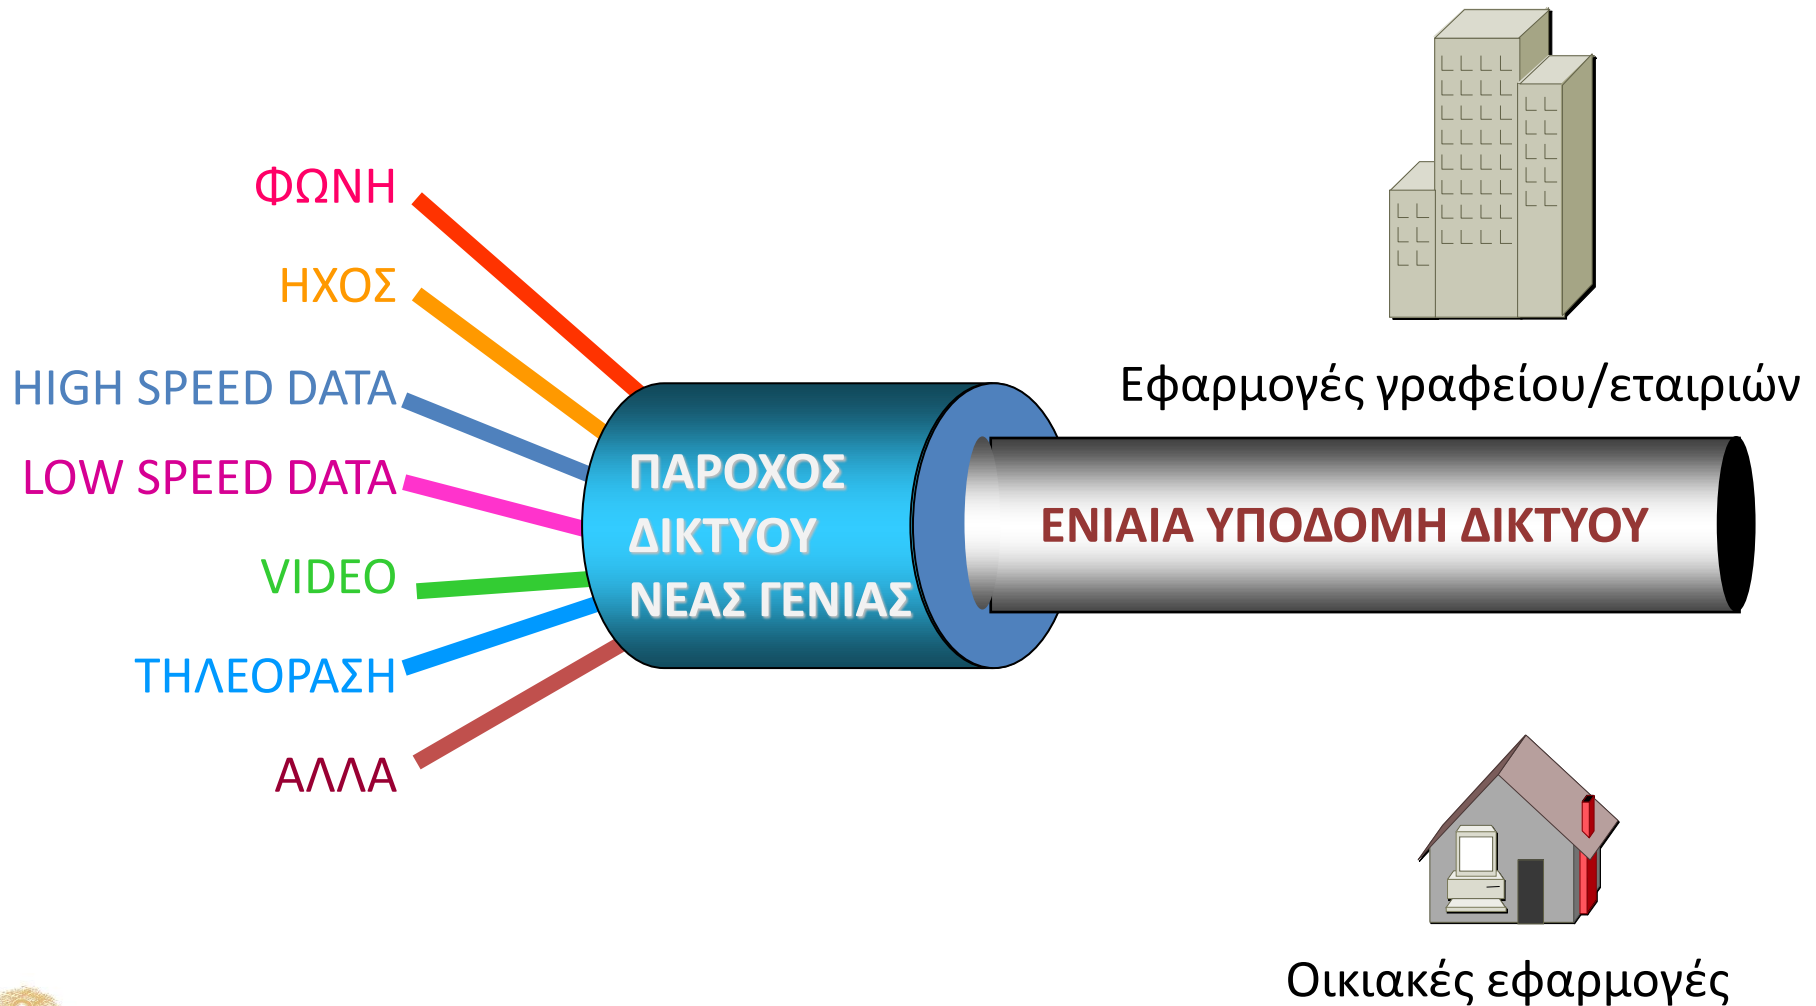 ΦΩΝΗ
ΗΧΟΣ
HIGH SPEED DATA
LOW SPEED DATA
VIDEO
ΤΗΛΕΟΡΑΣΗ
ΑΛΛΑ
ΠΑΡΟΧΟΣ
ΔΙΚΤΥΟΥ
ΝΕΑΣ ΓΕΝΙΑΣ
ΕΝΙΑΙΑ ΥΠΟΔΟΜΗ ΔΙΚΤΥΟΥ
Εφαρμογές γραφείου/εταιριών
Οικιακές εφαρμογές